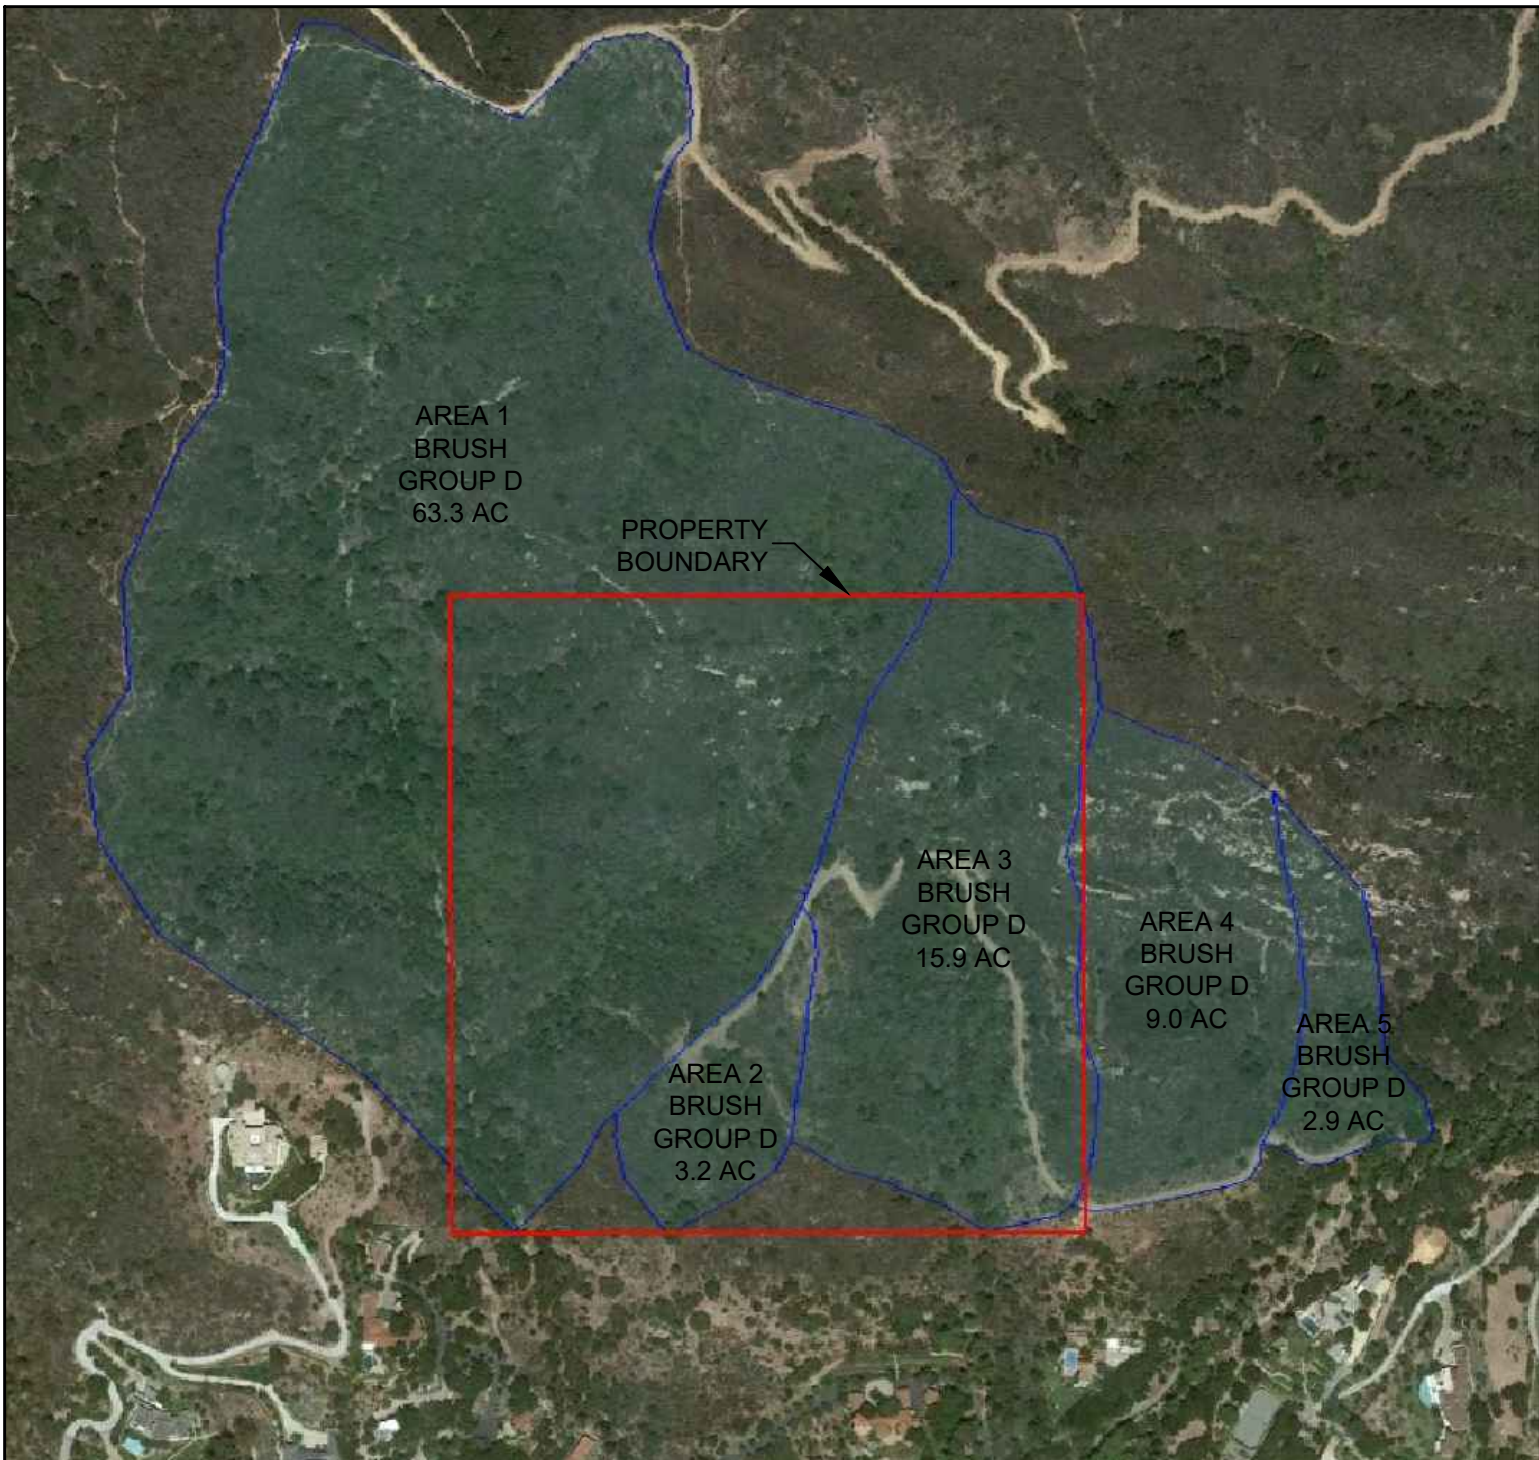 AREA 1
BRUSH
GROUP D
63.3 AC
PROPERTY
BOUNDARY
AREA 3
BRUSH
GROUP D
15.9 AC
AREA 4
BRUSH
GROUP D
9.0 AC
AREA 5
BRUSH
GROUP D
2.9 AC
AREA 2
BRUSH
GROUP D
3.2 AC